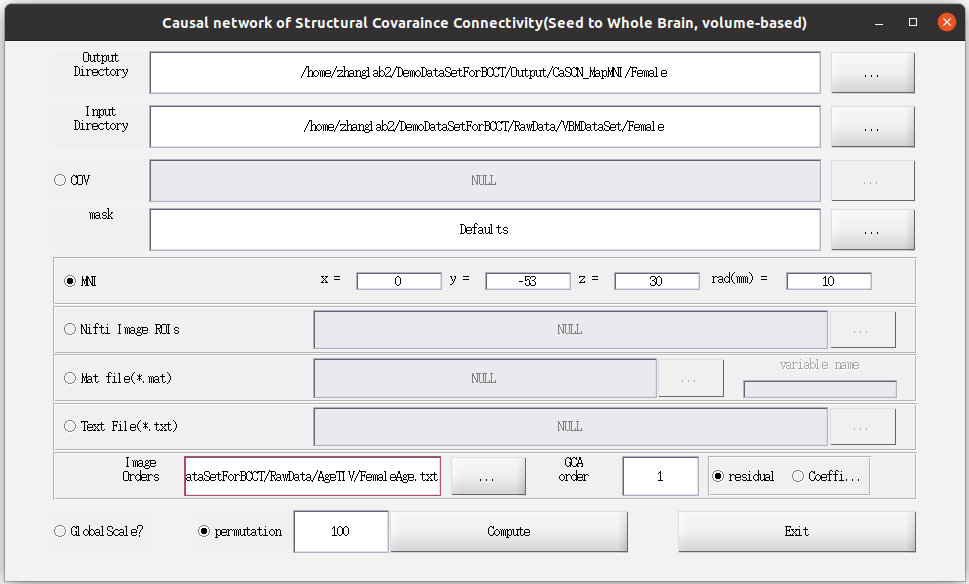 Causal network of Structural Covaraince Connectivity(Seed to Whole Brain, volume-based)
Output
Directory
/home/zhanglab2/DemoDataSetForBCCT/Output/CaSCN_MapMNI/Female
...
Input
Directory
/home/zhanglab2/DemoDataSetForBCCT/RawData/VBMDataSet/Female
...
COV
NULL
...
mask
Defaults
...
MNI
x = 0 y = -53 z = 30 rad(mm) = 10
Nifti Image ROIs
NULL
...
Mat file(*.mat)
NULL
...
variable name
Text File(*.txt)
NULL
...
Image
Orders
ataSetForBCCT/RawData/AgeTIV/FemaleAge.txt
...
GCA
order
1
residual
Coeffi...
GlobalScale?
permutation
100
Compute
Exit